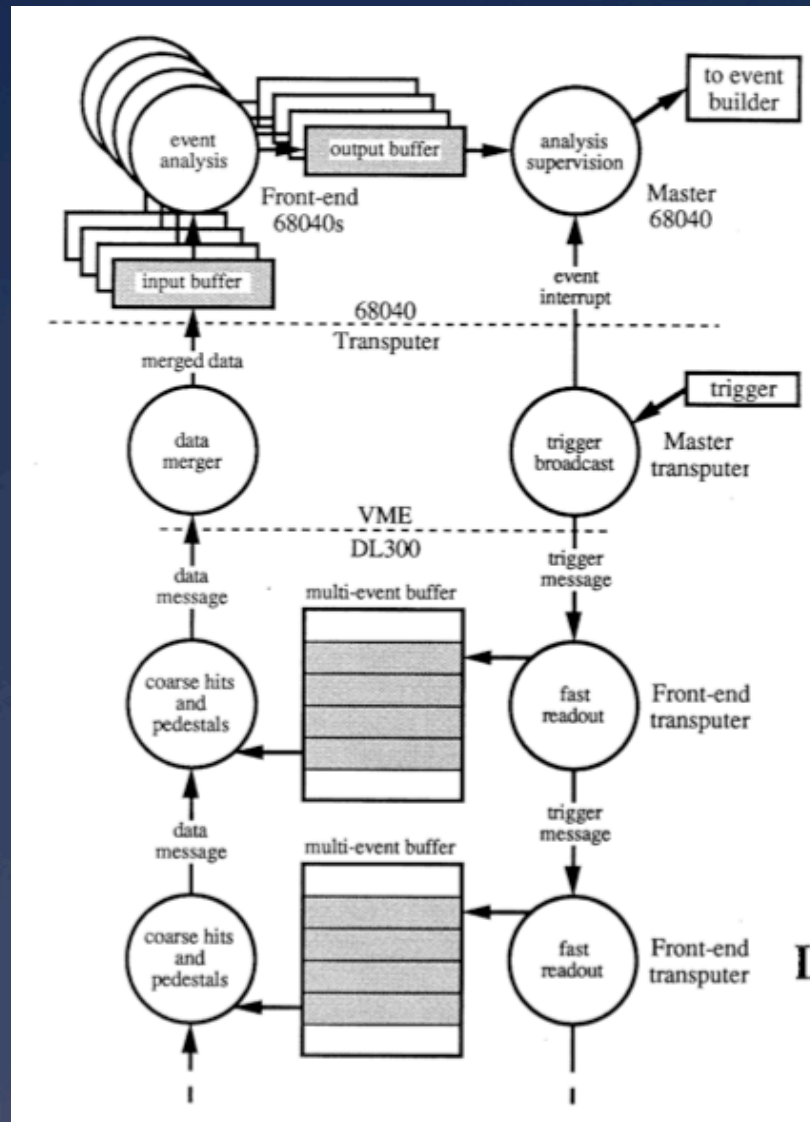 to event
builder
event
analysis
output buffer
analysis
supervision
Front-end
68040s
Master
68040
input buffer
event
interrupt
68040
Transputer
merged data
trigger
data
merger
trigger
broadcast
Master
transputer
VME
DL300
data
message
trigger
message
multi-event buffer
coarse hits
and
pedestals
fast
readout
Front-end
transputer
data
message
trigger
message
multi-event buffer
coarse hits
and
pedestals
fast
readout
Front-end
transputer